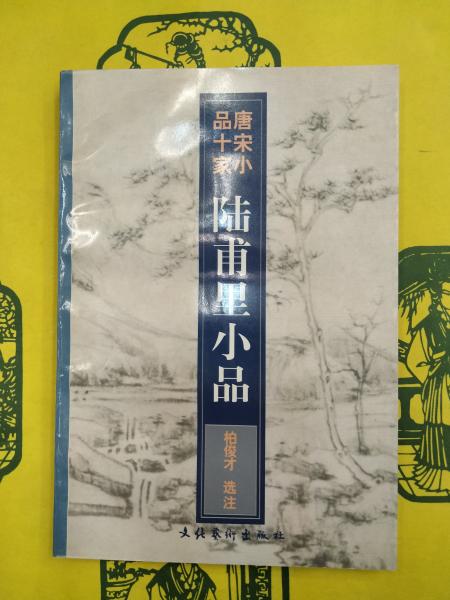 唐宋小
品十家
陆甫里小品
柏俊才 选注
文化艺术出版社